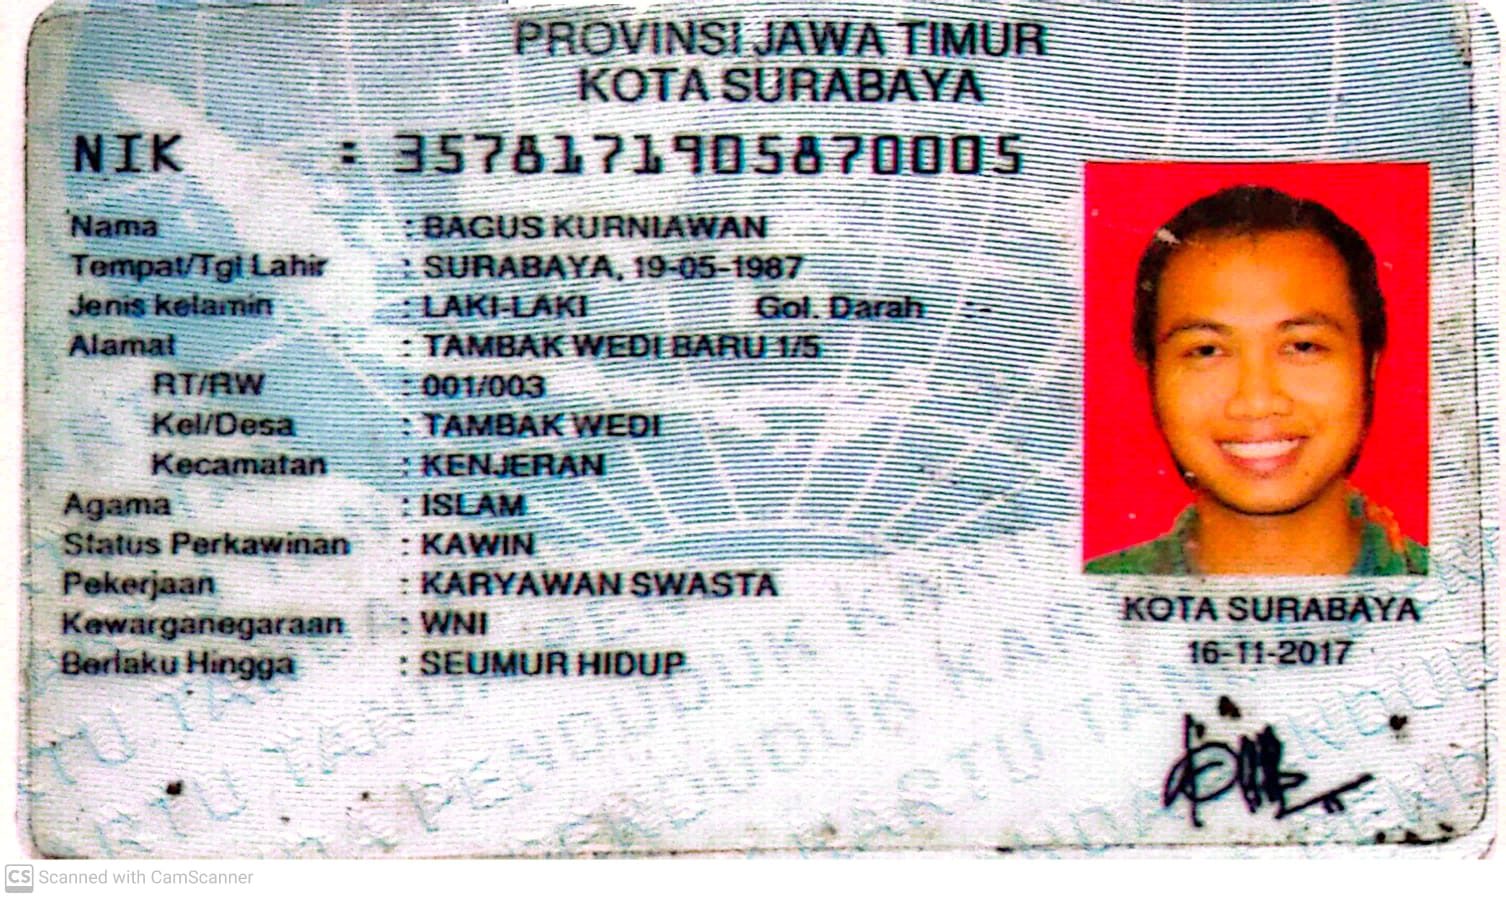 PROVINSI JAWA TIMUR
KOTA SURABAYA
NIK : 3578171905870005
Nama : BAGUS KURNIAWAN
Tempat/Tgl Lahir : SURABAYA, 19-05-1987
Jenis kelamin : LAKI-LAKI Gol. Darah :-
Alamat : TAMBAK WEDI BARU 1/5
RT/RW : 001/003
Kel/Desa : TAMBAK WEDI
Kecamatan : KENJERAN
Agama : ISLAM
Status Perkawinan : KAWIN
Pekerjaan : KARYAWAN SWASTA
Kewarganegaraan : WNI
Berlaku Hingga : SEUMUR HIDUP
KOTA SURABAYA
16-11-2017
CS Scanned with CamScanner